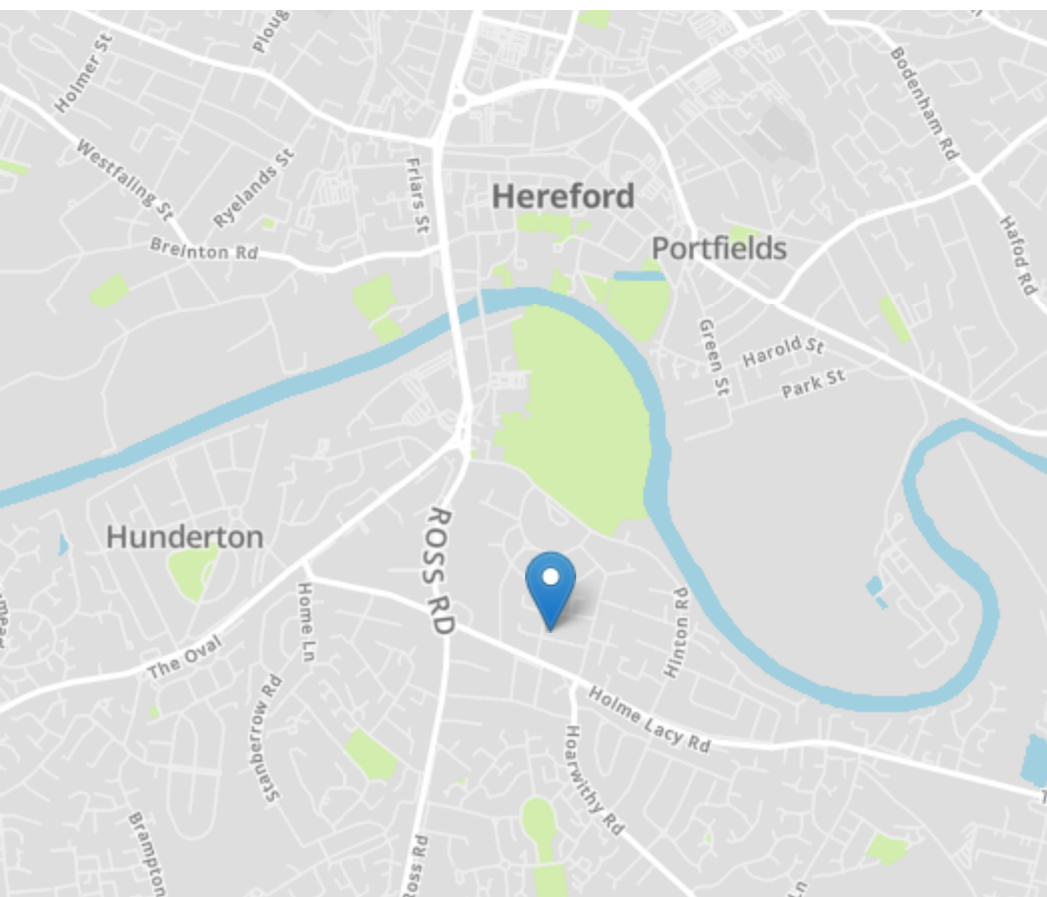 Holmer St
Bodenham Rd
Westfaling St
Ryelands St
Friars St
Hereford
Portfields
Breinton Rd
Hafod Rd
Green St
Harold St
Park St
Hunderton
ROSS RD
Home Ln
Hinton Rd
The Oval
Stanberrow Rd
Holme Lacy Rd
Hoarwithy Rd
Brampton
Ross Rd
Ln